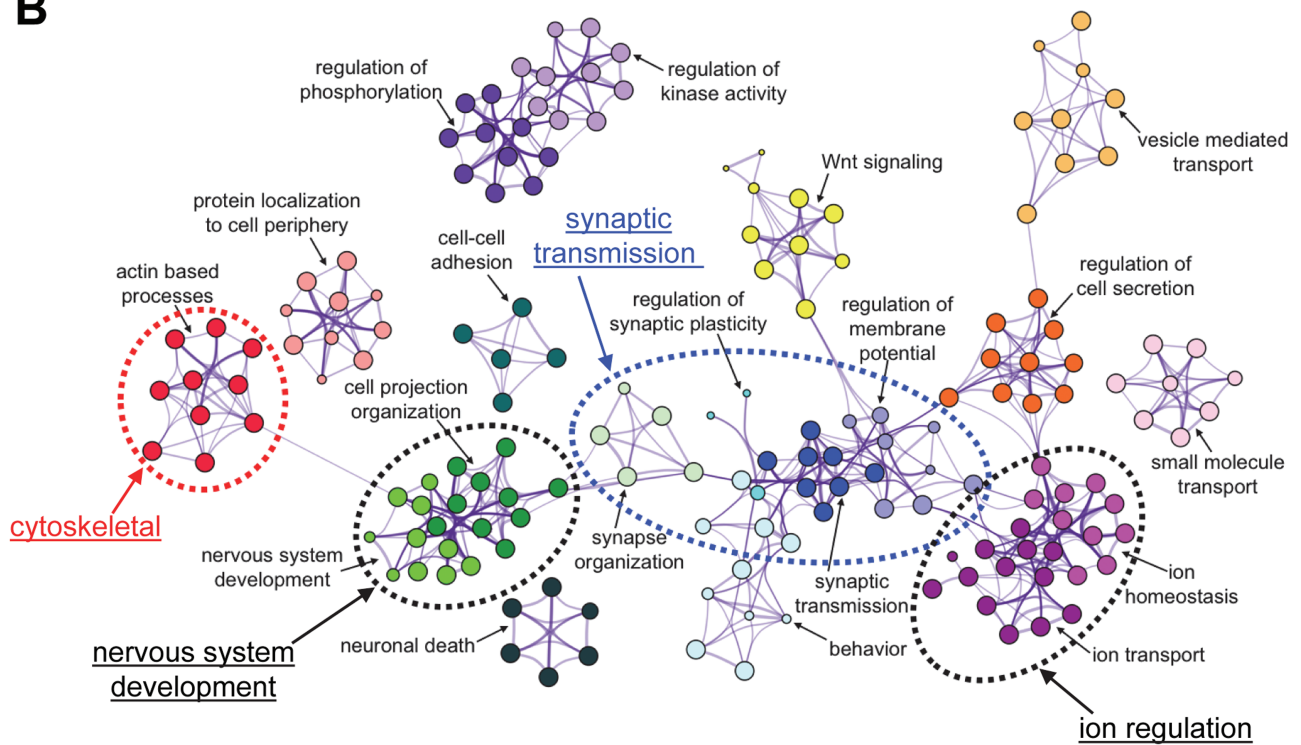 B
regulation of
phosphorylation
regulation of
kinase activity
vesicle mediated
transport
Wnt signaling
protein localization
to cell periphery
synaptic
transmission
cell-cell
adhesion
actin based
processes
regulation of
cell secretion
regulation of
synaptic plasticity
regulation of
membrane
potential
cell projection
organization
small molecule
transport
cytoskeletal
nervous system
development
synapse
organization
synaptic
transmission
ion
homeostasis
neuronal death
behavior
ion transport
nervous system
development
ion regulation